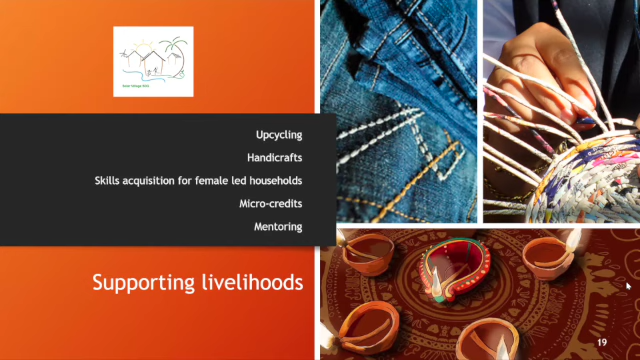 Upcycling
Handicrafts
Skills acquisition for female led households
Micro-credits
Mentoring
Supporting livelihoods
19